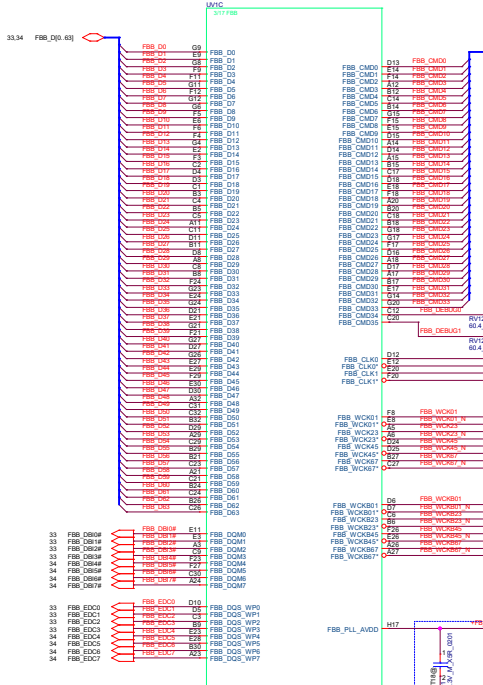 UV1C
3/17 FBB
33,34 FBB_D[0..63]
FBB_D0 G9 FBB_D0
FBB_D1 E9 FBB_D1
FBB_D2 G8 FBB_D2
FBB_D3 F9 FBB_D3
FBB_D4 F11 FBB_D4
FBB_D5 G11 FBB_D5
FBB_D6 F12 FBB_D6
FBB_D7 G12 FBB_D7
FBB_D8 G6 FBB_D8
FBB_D9 F5 FBB_D9
FBB_D10 E6 FBB_D10
FBB_D11 F6 FBB_D11
FBB_D12 F4 FBB_D12
FBB_D13 G4 FBB_D13
FBB_D14 E2 FBB_D14
FBB_D15 F3 FBB_D15
FBB_D16 C2 FBB_D16
FBB_D17 D4 FBB_D17
FBB_D18 D3 FBB_D18
FBB_D19 C1 FBB_D19
FBB_D20 B3 FBB_D20
FBB_D21 C4 FBB_D21
FBB_D22 B5 FBB_D22
FBB_D23 C5 FBB_D23
FBB_D24 A11 FBB_D24
FBB_D25 C11 FBB_D25
FBB_D26 D11 FBB_D26
FBB_D27 B11 FBB_D27
FBB_D28 D8 FBB_D28
FBB_D29 A8 FBB_D29
FBB_D30 C8 FBB_D30
FBB_D31 B8 FBB_D31
FBB_D32 F24 FBB_D32
FBB_D33 G23 FBB_D33
FBB_D34 E24 FBB_D34
FBB_D35 G24 FBB_D35
FBB_D36 D21 FBB_D36
FBB_D37 E21 FBB_D37
FBB_D38 G21 FBB_D38
FBB_D39 F21 FBB_D39
FBB_D40 G27 FBB_D40
FBB_D41 D27 FBB_D41
FBB_D42 G26 FBB_D42
FBB_D43 E27 FBB_D43
FBB_D44 E29 FBB_D44
FBB_D45 F29 FBB_D45
FBB_D46 E30 FBB_D46
FBB_D47 D30 FBB_D47
FBB_D48 A32 FBB_D48
FBB_D49 C31 FBB_D49
FBB_D50 C32 FBB_D50
FBB_D51 B32 FBB_D51
FBB_D52 D29 FBB_D52
FBB_D53 A29 FBB_D53
FBB_D54 C29 FBB_D54
FBB_D55 B29 FBB_D55
FBB_D56 B21 FBB_D56
FBB_D57 C23 FBB_D57
FBB_D58 A21 FBB_D58
FBB_D59 C21 FBB_D59
FBB_D60 B24 FBB_D60
FBB_D61 C24 FBB_D61
FBB_D62 B26 FBB_D62
FBB_D63 C26 FBB_D63
33 FBB_DBI0# FBB_DBI0# E11 FBB_DQM0
33 FBB_DBI1# FBB_DBI1# E3 FBB_DQM1
33 FBB_DBI2# FBB_DBI2# A3 FBB_DQM2
33 FBB_DBI3# FBB_DBI3# C9 FBB_DQM3
34 FBB_DBI4# FBB_DBI4# F23 FBB_DQM4
34 FBB_DBI5# FBB_DBI5# F27 FBB_DQM5
34 FBB_DBI6# FBB_DBI6# C30 FBB_DQM6
34 FBB_DBI7# FBB_DBI7# A24 FBB_DQM7
33 FBB_EDC0 FBB_EDC0 D10 FBB_DQS_WP0
33 FBB_EDC1 FBB_EDC1 D5 FBB_DQS_WP1
33 FBB_EDC2 FBB_EDC2 C3 FBB_DQS_WP2
33 FBB_EDC3 FBB_EDC3 B9 FBB_DQS_WP3
34 FBB_EDC4 FBB_EDC4 E23 FBB_DQS_WP4
34 FBB_EDC5 FBB_EDC5 E28 FBB_DQS_WP5
34 FBB_EDC6 FBB_EDC6 B30 FBB_DQS_WP6
34 FBB_EDC7 FBB_EDC7 A23 FBB_DQS_WP7
FBB_CMD0 D13 FBB_CMD0
FBB_CMD1 E14 FBB_CMD1
FBB_CMD2 F14 FBB_CMD2
FBB_CMD3 A12 FBB_CMD3
FBB_CMD4 B12 FBB_CMD4
FBB_CMD5 C14 FBB_CMD5
FBB_CMD6 B14 FBB_CMD6
FBB_CMD7 G15 FBB_CMD7
FBB_CMD8 F15 FBB_CMD8
FBB_CMD9 E15 FBB_CMD9
FBB_CMD10 D15 FBB_CMD10
FBB_CMD11 A14 FBB_CMD11
FBB_CMD12 D14 FBB_CMD12
FBB_CMD13 A15 FBB_CMD13
FBB_CMD14 B15 FBB_CMD14
FBB_CMD15 C17 FBB_CMD15
FBB_CMD16 D18 FBB_CMD16
FBB_CMD17 E18 FBB_CMD17
FBB_CMD18 F18 FBB_CMD18
FBB_CMD19 A20 FBB_CMD19
FBB_CMD20 B20 FBB_CMD20
FBB_CMD21 C18 FBB_CMD21
FBB_CMD22 B18 FBB_CMD22
FBB_CMD23 G18 FBB_CMD23
FBB_CMD24 G17 FBB_CMD24
FBB_CMD25 F17 FBB_CMD25
FBB_CMD26 D16 FBB_CMD26
FBB_CMD27 A18 FBB_CMD27
FBB_CMD28 D17 FBB_CMD28
FBB_CMD29 A17 FBB_CMD29
FBB_CMD30 B17 FBB_CMD30
FBB_CMD31 E17 FBB_CMD31
FBB_CMD32 G14 FBB_CMD32
FBB_CMD33 G20 FBB_CMD33
FBB_CMD34 C12 FBB_DEBUG0
FBB_CMD35 C20
RV12
60.4_
FBB_DEBUG1
RV12
60.4_
FBB_CLK0 D12
FBB_CLK0* E12
FBB_CLK1 E20
FBB_CLK1* F20
FBB_WCK01 F8 FBB_WCK01
FBB_WCK01* E8 FBB_WCK01_N
FBB_WCK23 A5 FBB_WCK23
FBB_WCK23* A6 FBB_WCK23_N
FBB_WCK45 D24 FBB_WCK45
FBB_WCK45* D25 FBB_WCK45_N
FBB_WCK67 B27 FBB_WCK67
FBB_WCK67* C27 FBB_WCK67_N
FBB_WCKB01 D6 FBB_WCKB01
FBB_WCKB01* D7 FBB_WCKB01_N
FBB_WCKB23 C6 FBB_WCKB23
FBB_WCKB23* B6 FBB_WCKB23_N
FBB_WCKB45 F26 FBB_WCKB45
FBB_WCKB45* E26 FBB_WCKB45_N
FBB_WCKB67 A26 FBB_WCKB67
FBB_WCKB67* A27 FBB_WCKB67_N
FBB_PLL_AVDD H17
+FB
1